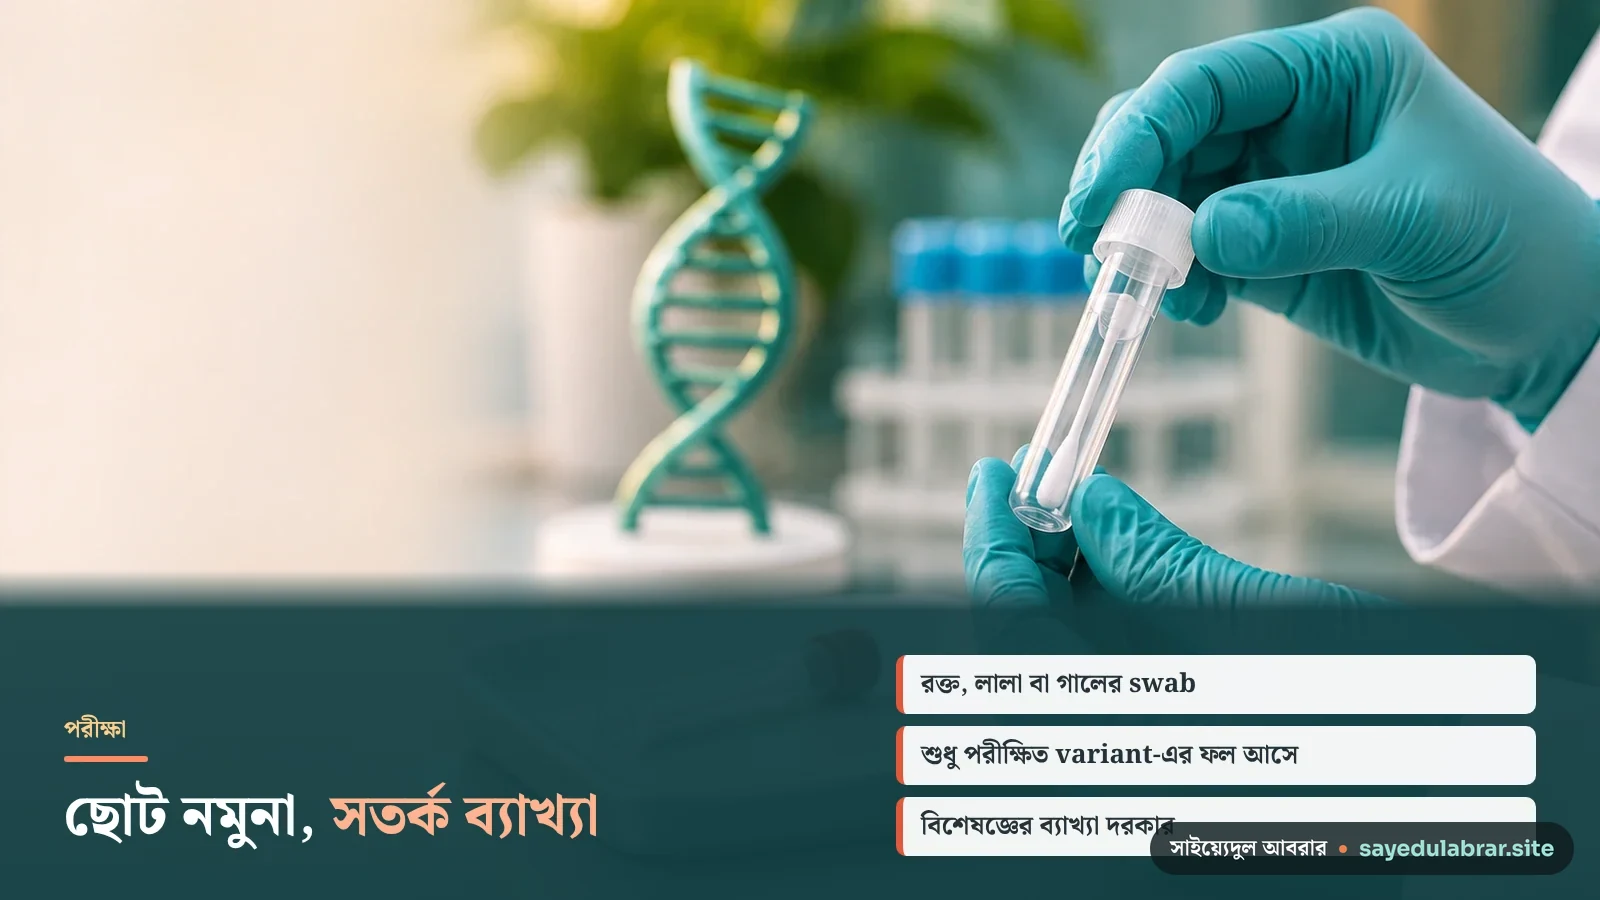 পরীক্ষা
ছোট নমুনা, সতর্ক ব্যাখ্যা
রক্ত, লালা বা গালের swab
শুধু পরীক্ষিত variant-এর ফল আসে
বিশেষজ্ঞের ব্যাখ্যা দরকার
সাইয়্যেদুল আবরার • sayedulabrar.site